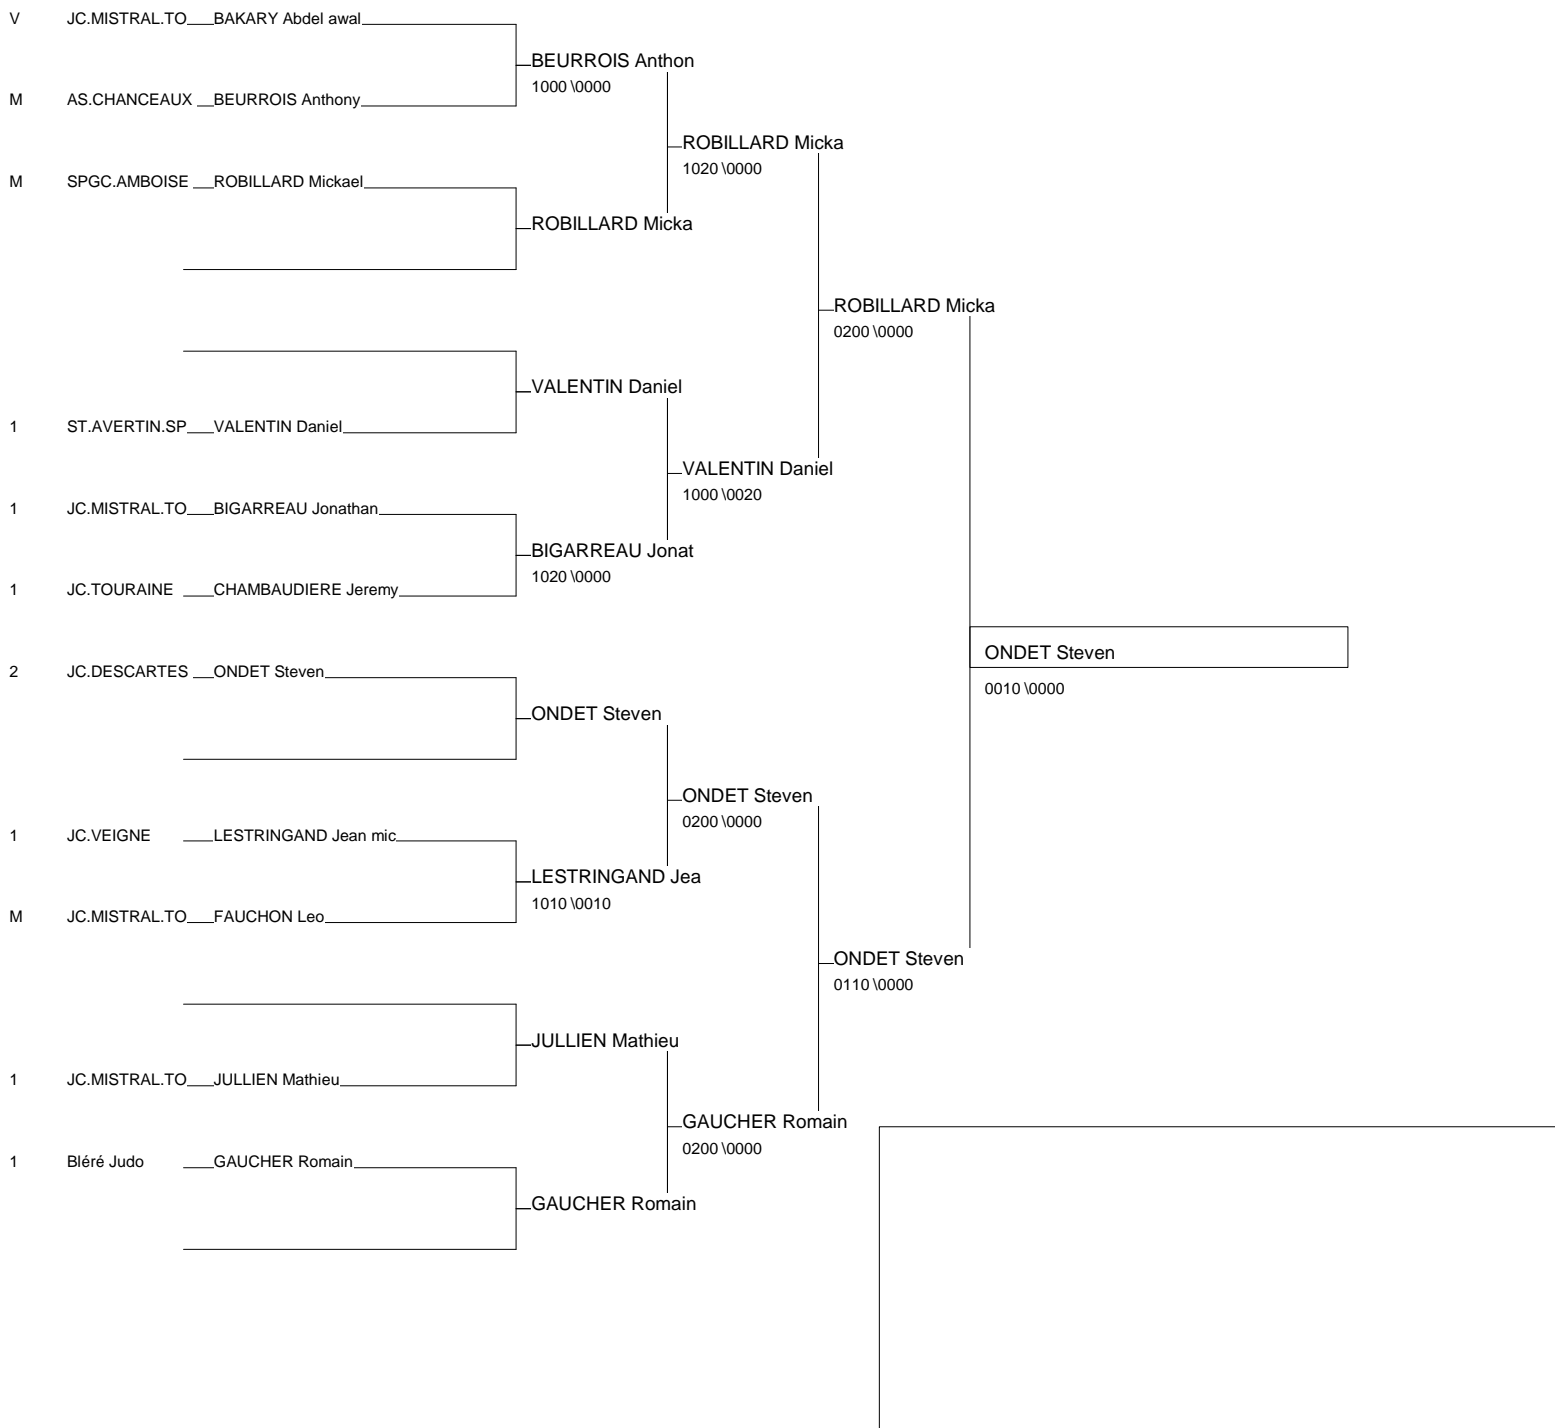 V JC.MISTRAL.TO BAKARY Abdel awal
BEURROIS Anthon
1000 \0000
M AS.CHANCEAUX BEURROIS Anthony
ROBILLARD Micka
1020 \0000
M SPGC.AMBOISE ROBILLARD Mickael
ROBILLARD Micka
ROBILLARD Micka
0200 \0000
VALENTIN Daniel
1 ST.AVERTIN.SP VALENTIN Daniel
VALENTIN Daniel
1000 \0020
1 JC.MISTRAL.TO BIGARREAU Jonathan
BIGARREAU Jonat
1020 \0000
1 JC.TOURAINE CHAMBAUDIERE Jeremy
ONDET Steven
0010 \0000
2 JC.DESCARTES ONDET Steven
ONDET Steven
ONDET Steven
0200 \0000
1 JC.VEIGNE LESTRINGAND Jean mic
LESTRINGAND Jea
1010 \0010
M JC.MISTRAL.TO FAUCHON Leo
ONDET Steven
0110 \0000
JULLIEN Mathieu
1 JC.MISTRAL.TO JULLIEN Mathieu
GAUCHER Romain
0200 \0000
1 Bléré Judo GAUCHER Romain
GAUCHER Romain